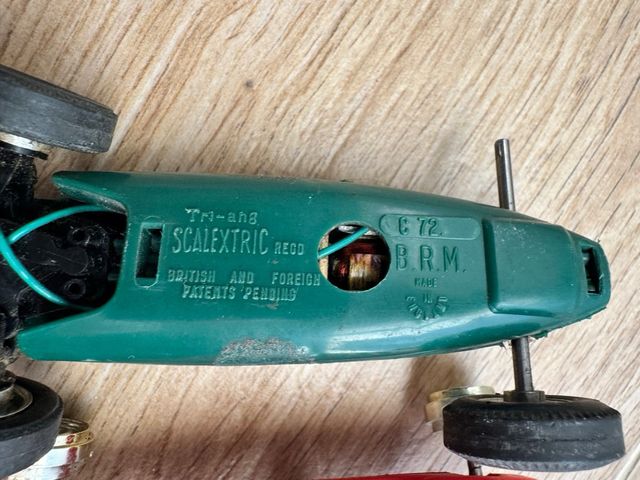 Tri-ang
SCALEXTRIC REGD
BRITISH AND FOREIGN
PATENTS PENDING
C 72.
B.R.M.
MADE
IN